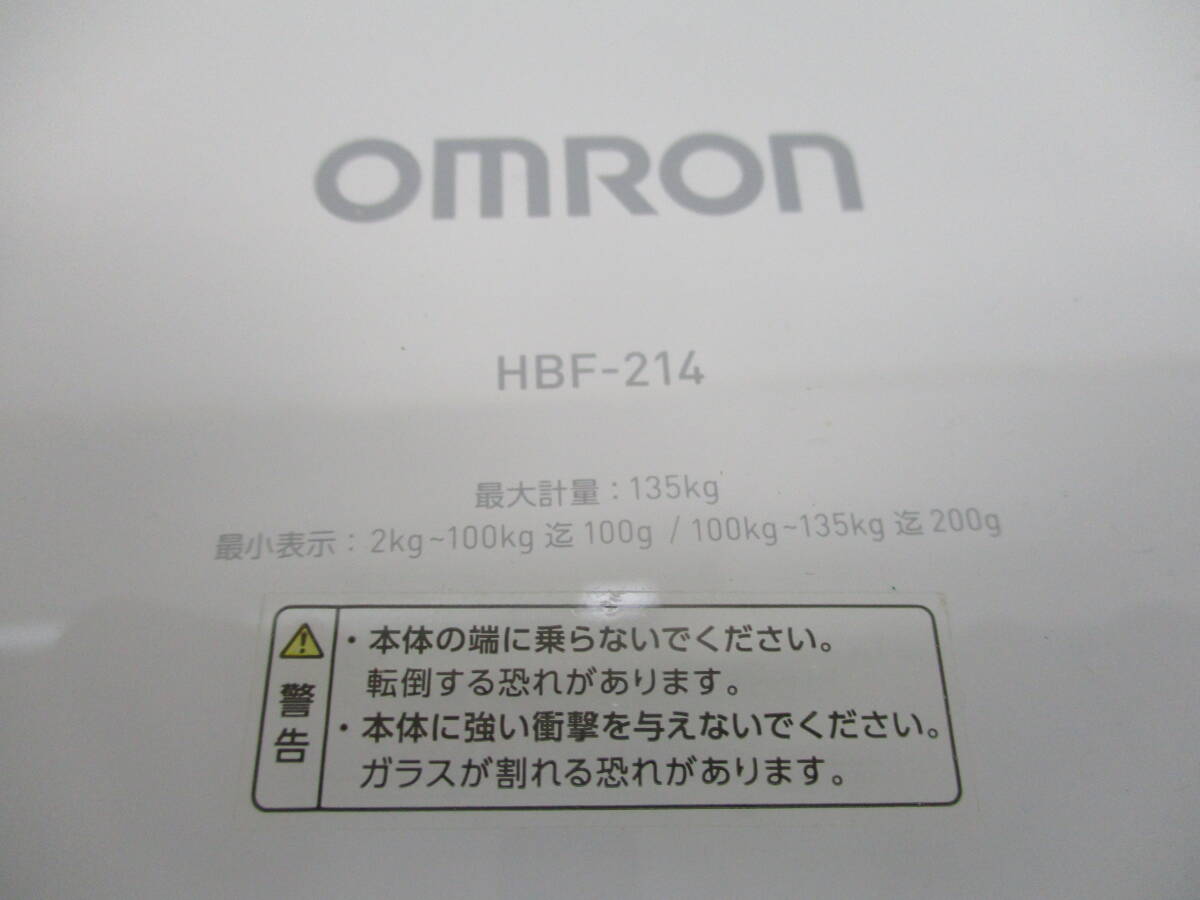 OMRON
HBF-214
最大計量：135kg
最小表示：2kg~100kg 迄 100g / 100kg~135kg 迄 200g
警告
・本体の端に乗らないでください。
転倒する恐れがあります。
・本体に強い衝撃を与えないでください。
ガラスが割れる恐れがあります。